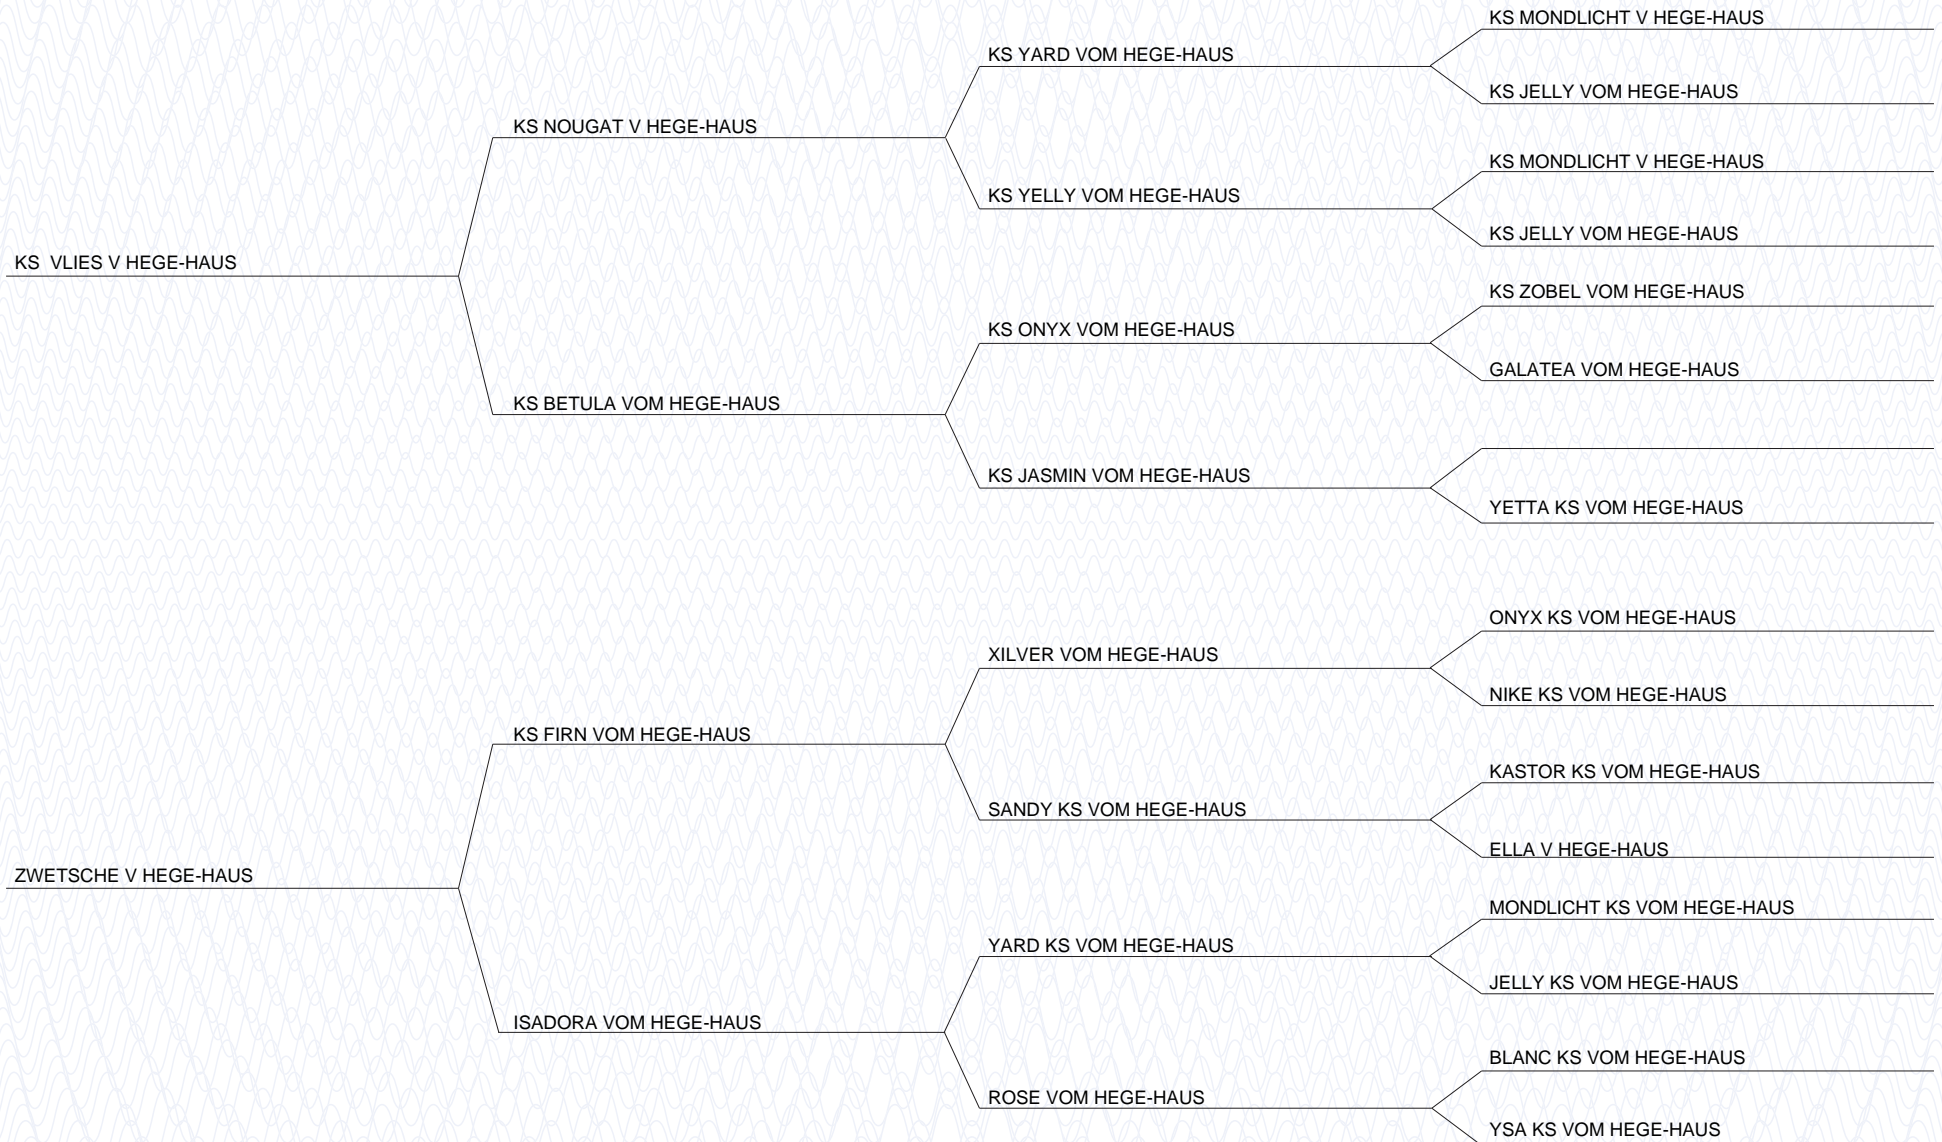 KS MONDLICHT V HEGE-HAUS
KS YARD VOM HEGE-HAUS
KS JELLY VOM HEGE-HAUS
KS NOUGAT V HEGE-HAUS
KS MONDLICHT V HEGE-HAUS
KS YELLY VOM HEGE-HAUS
KS JELLY VOM HEGE-HAUS
KS VLIES V HEGE-HAUS
KS ZOBEL VOM HEGE-HAUS
KS ONYX VOM HEGE-HAUS
GALATEA VOM HEGE-HAUS
KS BETULA VOM HEGE-HAUS
KS JASMIN VOM HEGE-HAUS
YETTA KS VOM HEGE-HAUS
ONYX KS VOM HEGE-HAUS
XILVER VOM HEGE-HAUS
NIKE KS VOM HEGE-HAUS
KS FIRN VOM HEGE-HAUS
KASTOR KS VOM HEGE-HAUS
SANDY KS VOM HEGE-HAUS
ELLA V HEGE-HAUS
ZWETSCHE V HEGE-HAUS
MONDLICHT KS VOM HEGE-HAUS
YARD KS VOM HEGE-HAUS
JELLY KS VOM HEGE-HAUS
ISADORA VOM HEGE-HAUS
BLANC KS VOM HEGE-HAUS
ROSE VOM HEGE-HAUS
YSA KS VOM HEGE-HAUS